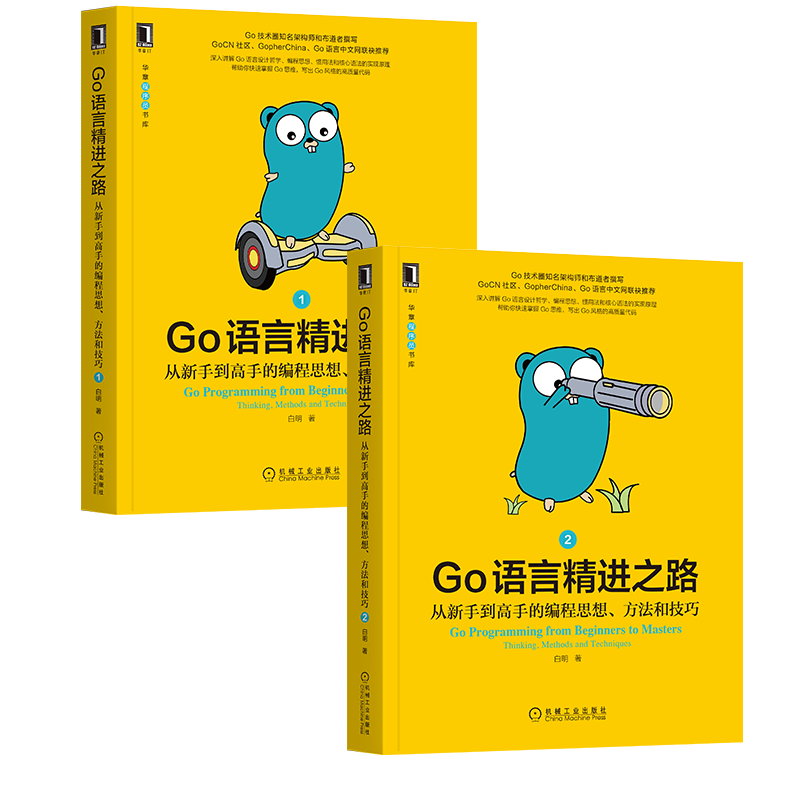 华章IT
华章程序员书库
Go语言精进之路
从新手到高手的编程思想、方法和技巧
1
白明 著
机械工业出版社
China Machine Press
Go 技术圈知名架构师和布道者撰写
GoCN 社区、GopherChina、Go 语言中文网联袂推荐
深入讲解 Go 语言设计哲学、编程思想、惯用法和核心语法的实现原理
帮助你快速掌握 Go 思维，写出 Go 风格的高质量代码
1
Go 语言精进
从新手到高手的编程思想、
Go Programming from Beginne
Thinking, Methods and Techn
白明 著
机械工业出版社
China Machine Press
华章IT
华章程序员书库
Go语言精进之路
从新手到高手的编程思想、方法和技巧
2
白明 著
机械工业出版社
China Machine Press
Go 技术圈知名架构师和布道者撰写
GoCN 社区、GopherChina、Go 语言中文网联袂推荐
深入讲解 Go 语言设计哲学、编程思想、惯用法和核心语法的实现原理
帮助你快速掌握 Go 思维，写出 Go 风格的高质量代码
2
Go 语言精进之路
从新手到高手的编程思想、方法和技巧
Go Programming from Beginners to Masters
Thinking, Methods and Techniques
白明 著
机械工业出版社
China Machine Press